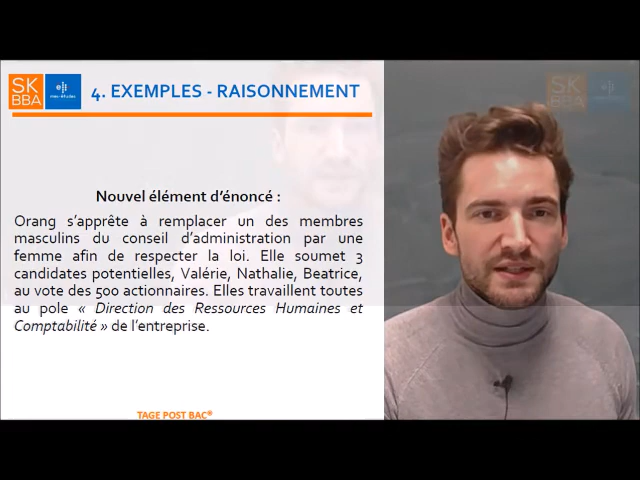 SK
BBA
mes-études
4. EXEMPLES - RAISONNEMENT
SK
BBA
Nouvel élément d'énoncé :
Orang s'apprête à remplacer un des membres
masculins du conseil d'administration par une
femme afin de respecter la loi. Elle soumet 3
candidates potentielles, Valérie, Nathalie, Beatrice,
au vote des 500 actionnaires. Elles travaillent toutes
au pole « Direction des Ressources Humaines et
Comptabilité » de l'entreprise.
TAGE POST BAC®